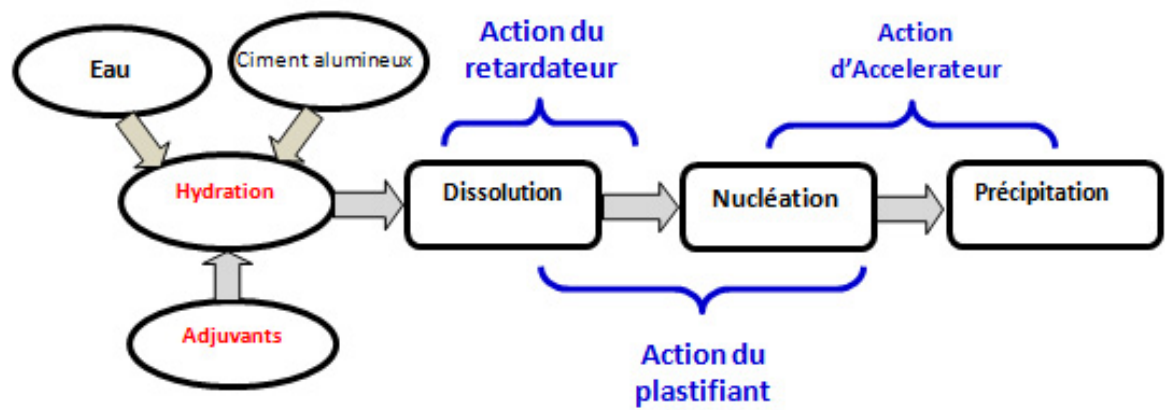 Eau
Ciment alumineux
Action du
retardateur
Action
d’Accelerateur
Hydration
Dissolution
Nucléation
Précipitation
Adjuvants
Action du
plastifiant